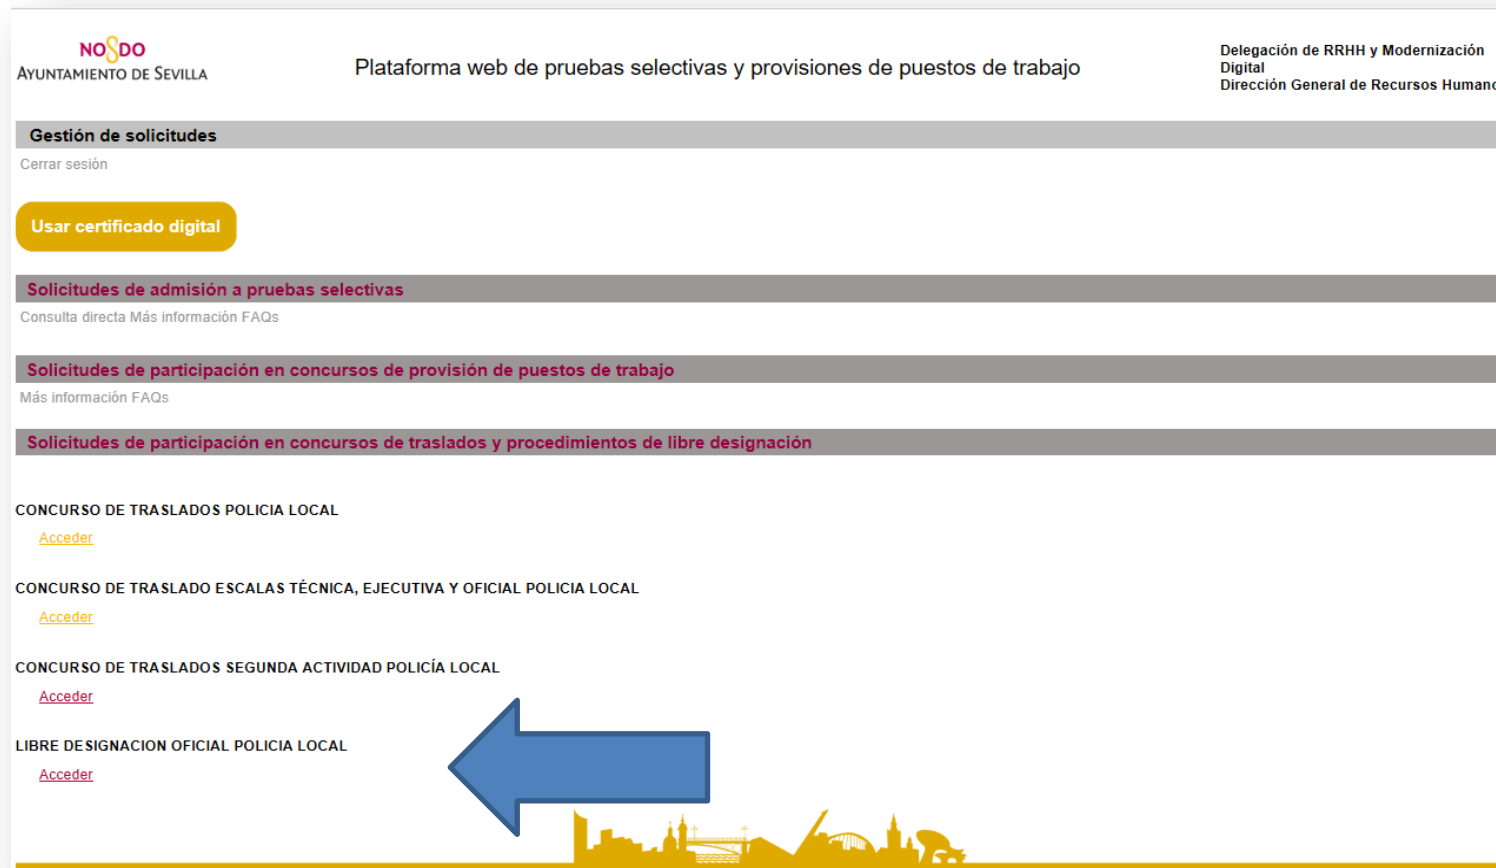 NO8DO
AYUNTAMIENTO DE SEVILLA
Plataforma web de pruebas selectivas y provisiones de puestos de trabajo
Delegación de RRHH y Modernización
Digital
Dirección General de Recursos Humano
Gestión de solicitudes
Cerrar sesión
Usar certificado digital
Solicitudes de admisión a pruebas selectivas
Consulta directa Más información FAQs
Solicitudes de participación en concursos de provisión de puestos de trabajo
Más información FAQs
Solicitudes de participación en concursos de traslados y procedimientos de libre designación
CONCURSO DE TRASLADOS POLICIA LOCAL
Acceder
CONCURSO DE TRASLADO ESCALAS TÉCNICA, EJECUTIVA Y OFICIAL POLICIA LOCAL
Acceder
CONCURSO DE TRASLADOS SEGUNDA ACTIVIDAD POLICÍA LOCAL
Acceder
LIBRE DESIGNACION OFICIAL POLICIA LOCAL
Acceder